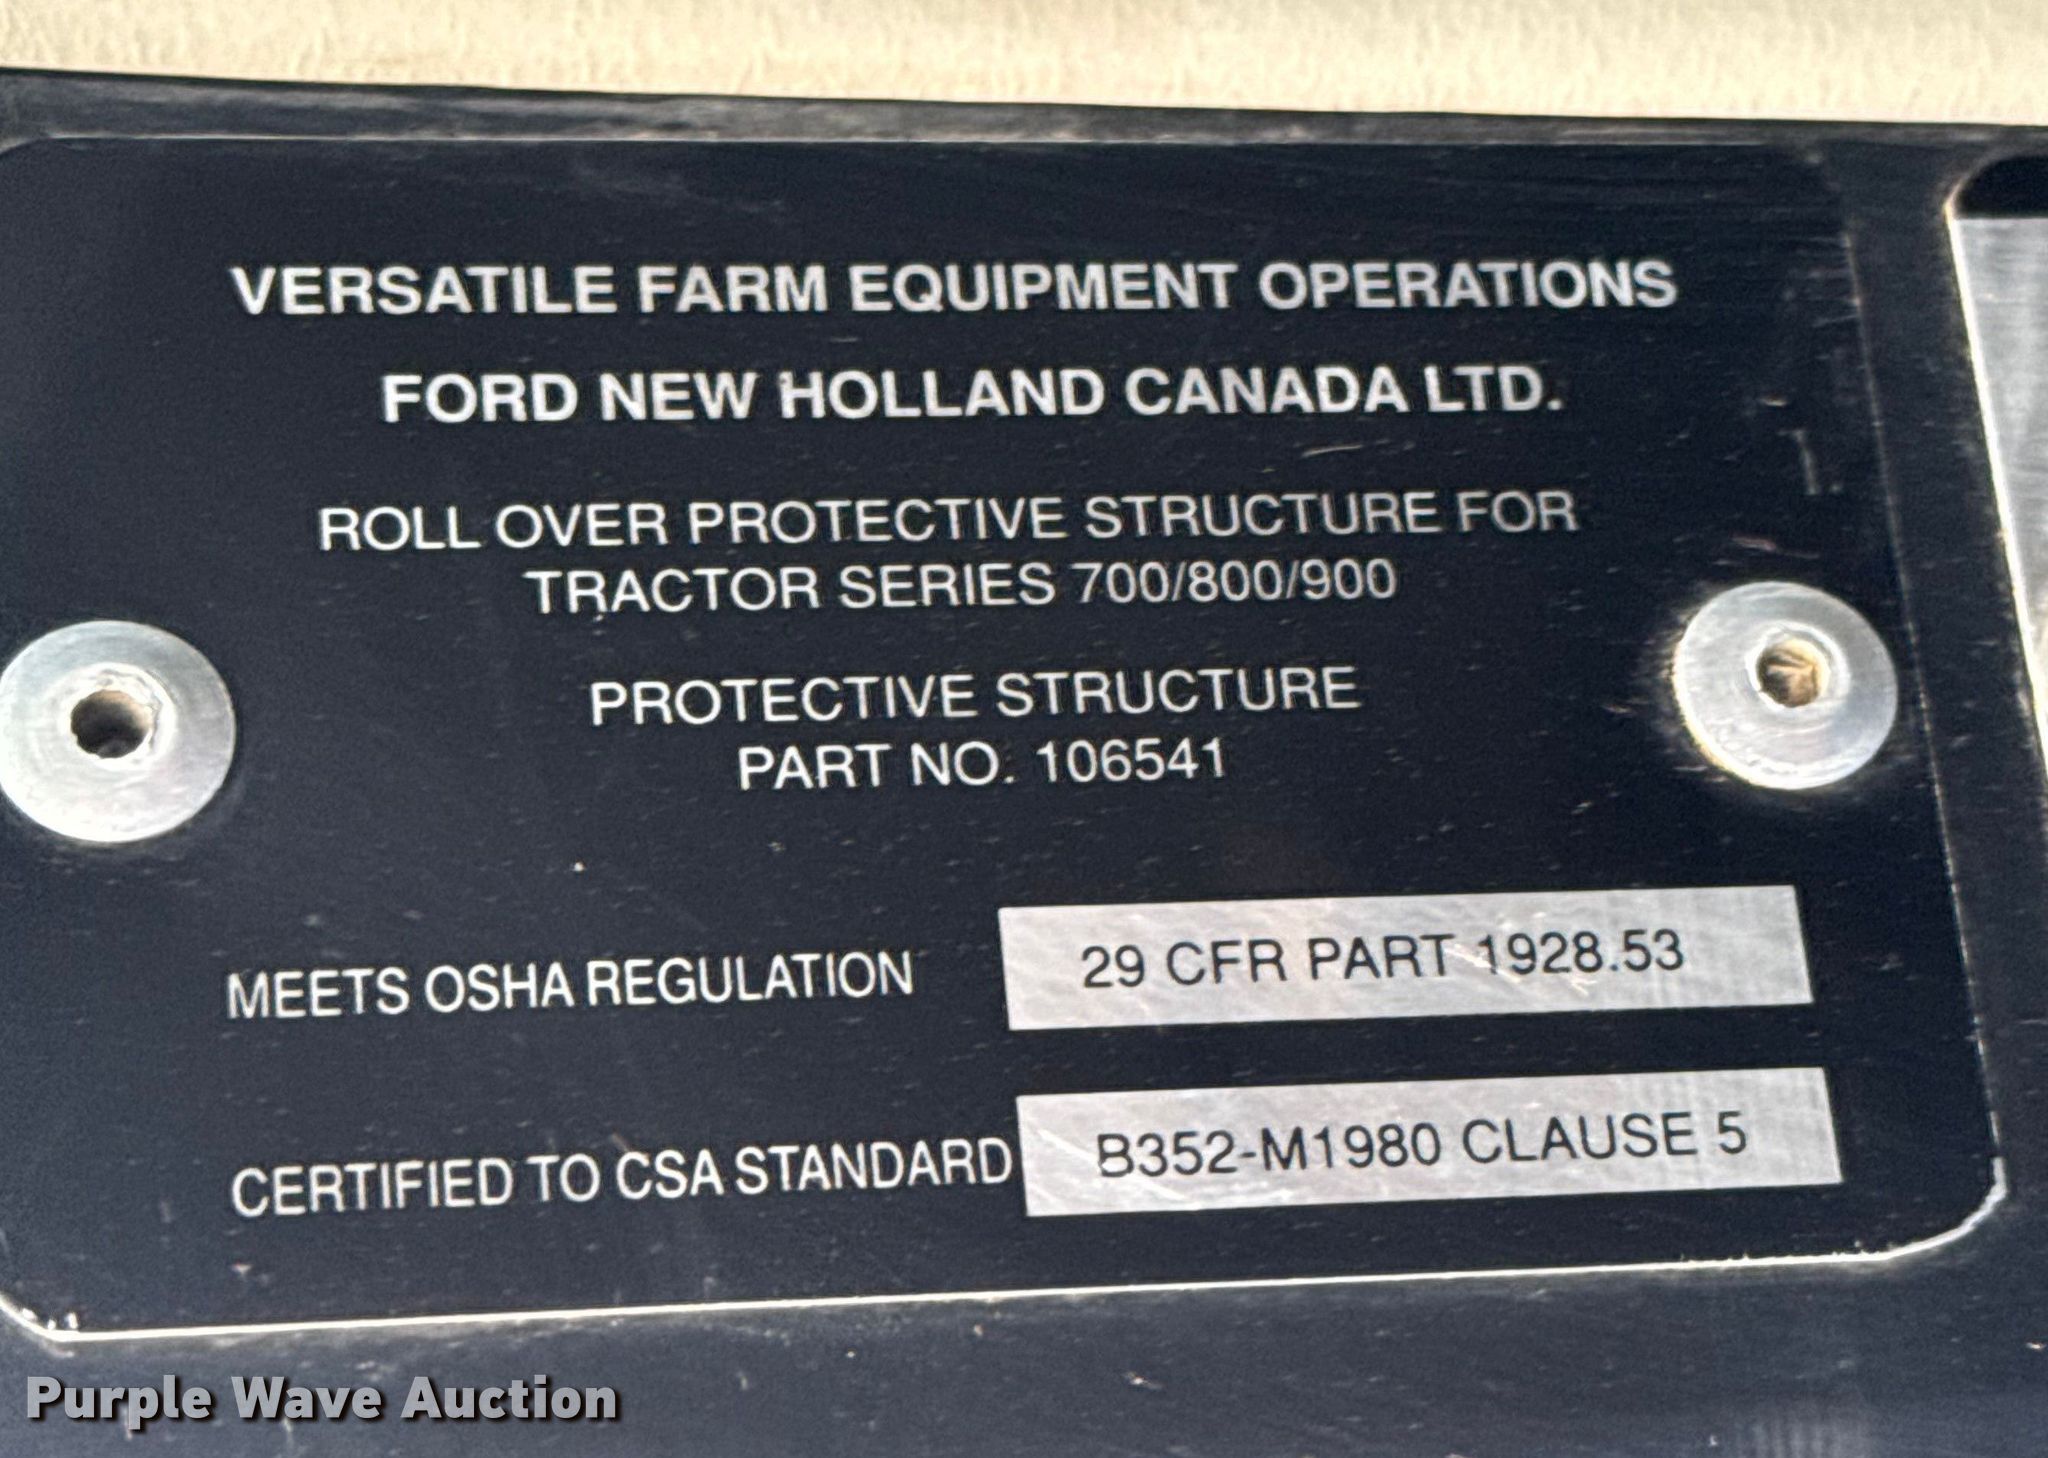 VERSATILE FARM EQUIPMENT OPERATIONS
FORD NEW HOLLAND CANADA LTD.
ROLL OVER PROTECTIVE STRUCTURE FOR
TRACTOR SERIES 700/800/900
PROTECTIVE STRUCTURE
PART NO. 106541
MEETS OSHA REGULATION 29 CFR PART 1928.53
CERTIFIED TO CSA STANDARD B352-M1980 CLAUSE 5
Purple Wave Auction